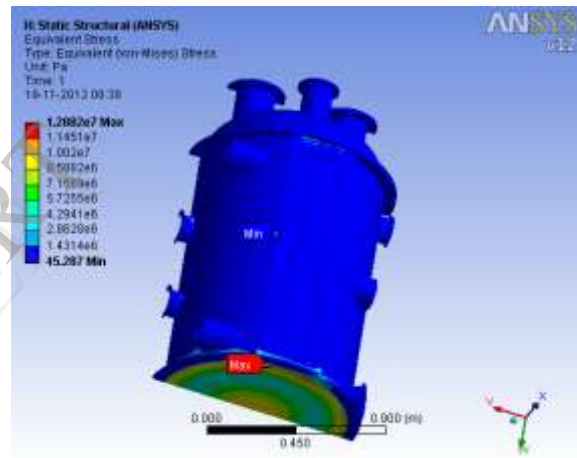 H: Static Structural (ANSYS)
Equivalent Stress
Type: Equivalent (von-Mises) Stress
Unit: Pa
Time: 1
18-11-2012 00:38
1.2882e7 Max
1.1451e7
1.002e7
8.5882e6
7.1569e6
5.7255e6
4.2941e6
2.8628e6
1.4314e6
45.287 Min
ANSYS
v12
Min
Max
0.000
0.900 (m)
0.450
X
Y